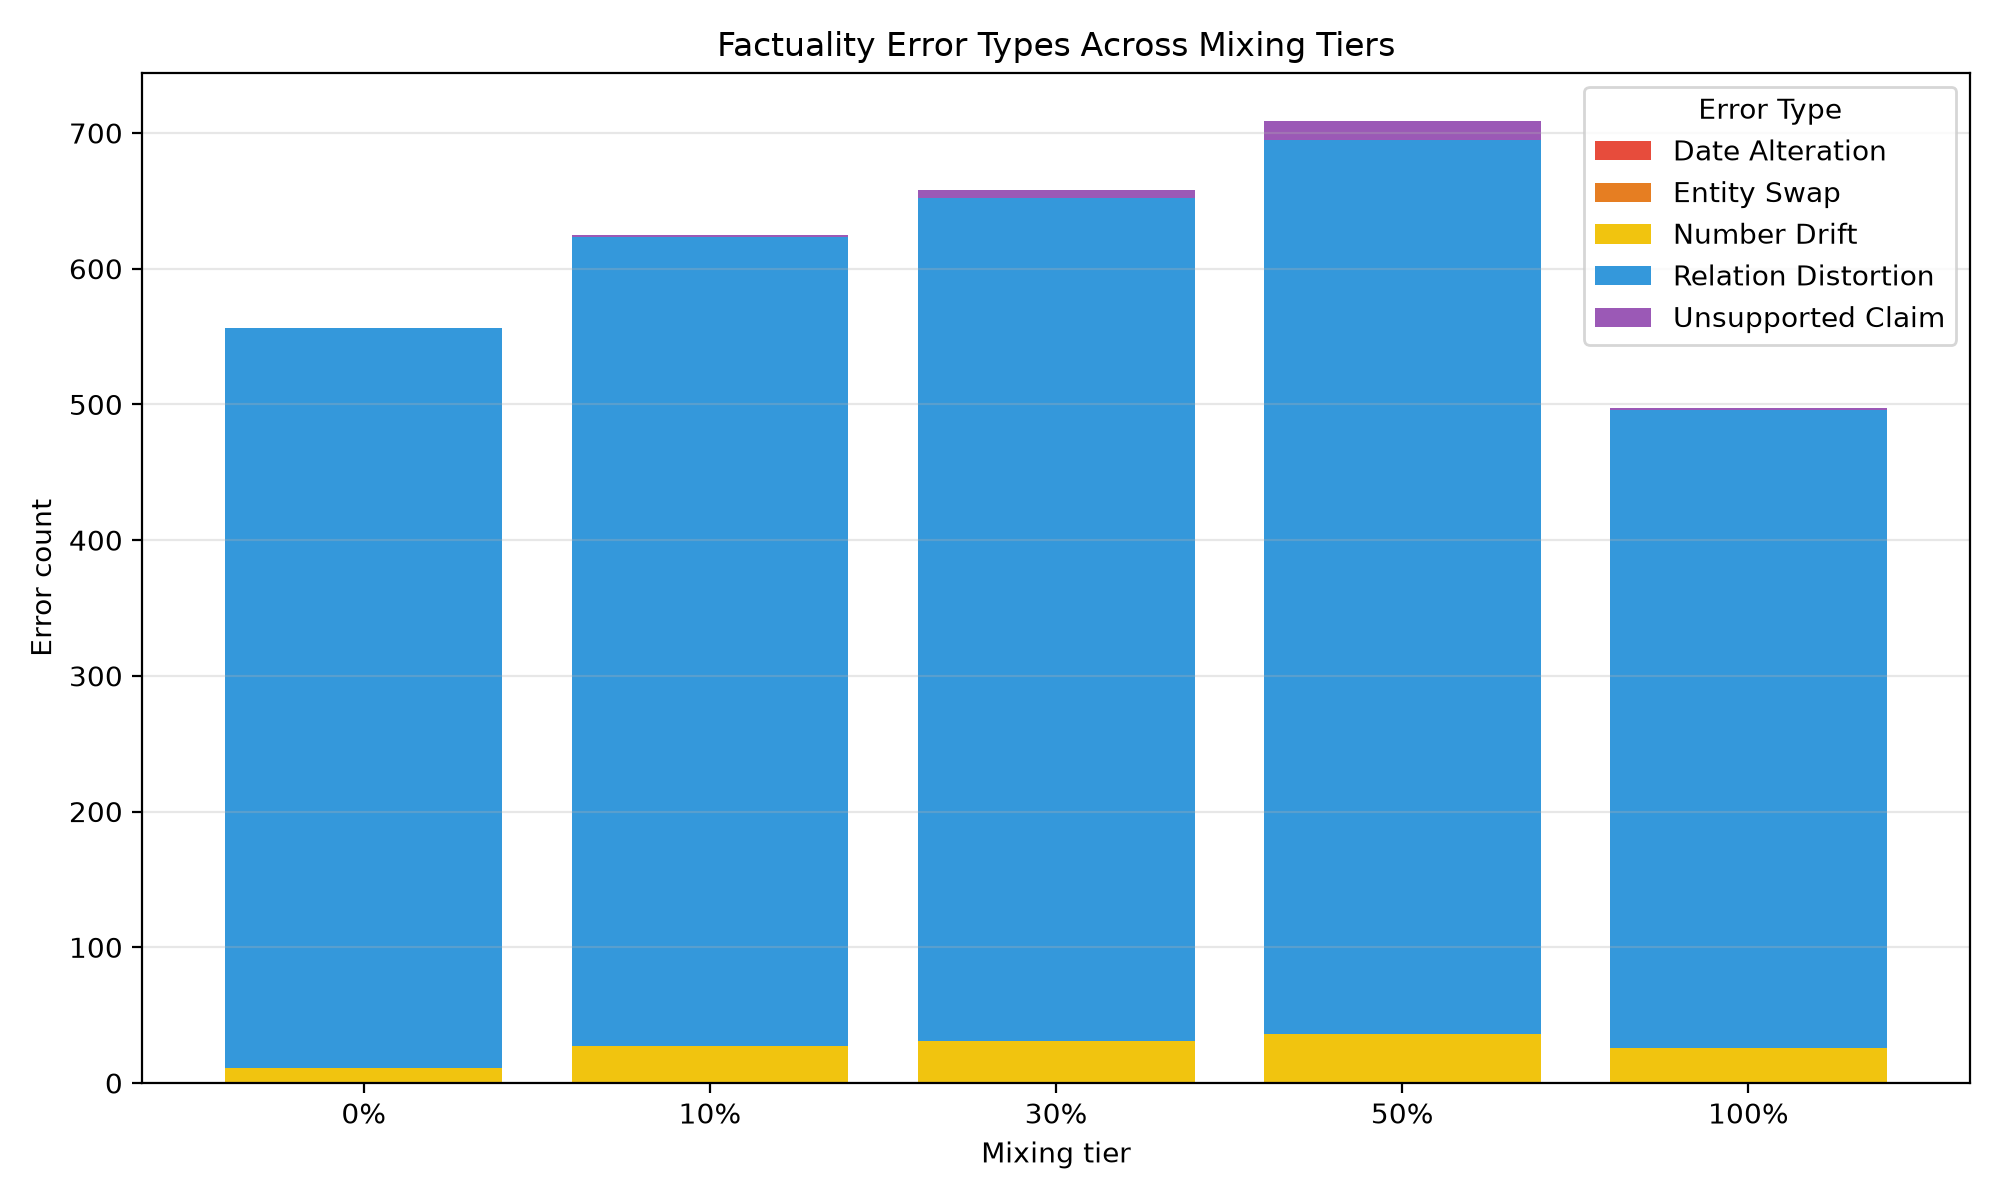 Factuality Error Types Across Mixing Tiers
Error Type
Date Alteration
Entity Swap
Number Drift
Relation Distortion
Unsupported Claim
Error count
700
600
500
400
300
200
100
0
0% 10% 30% 50% 100%
Mixing tier